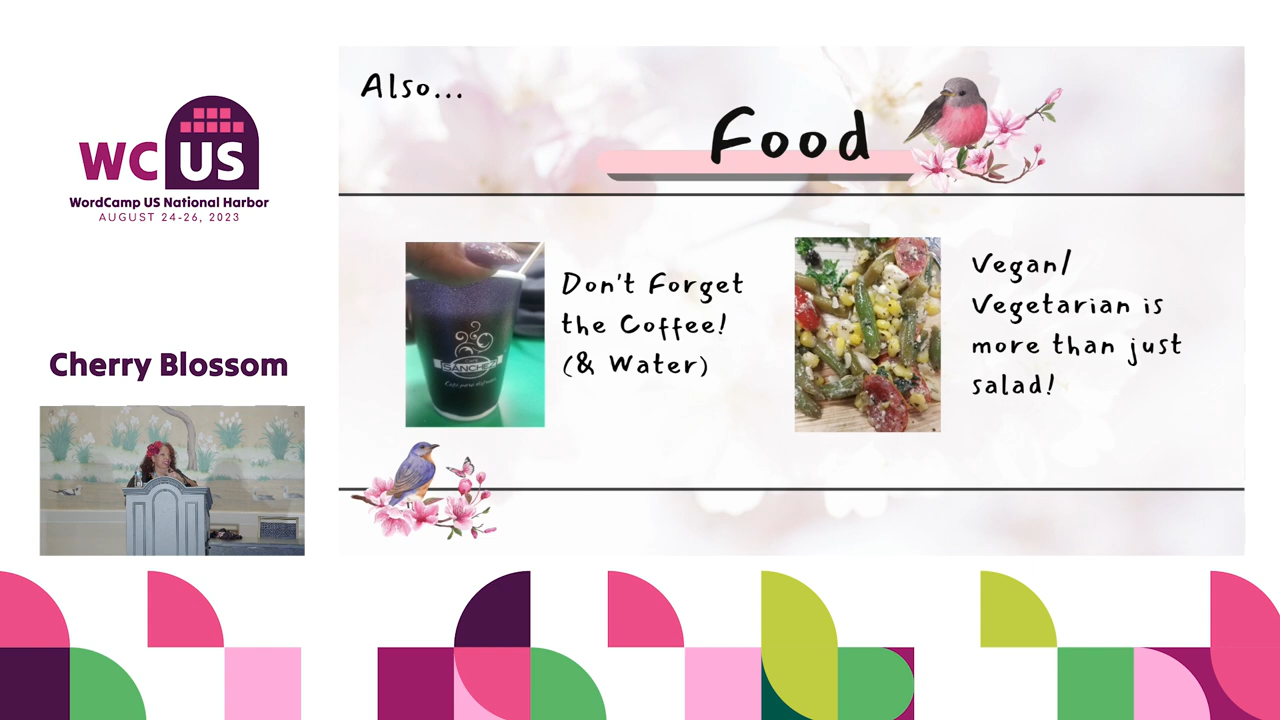 WC US
WordCamp US National Harbor
AUGUST 24-26, 2023
Cherry Blossom
Also...
Food
Don't Forget
the Coffee!
(& Water)
Café
SANCHEZ
Vegan/
Vegetarian is
more than just
salad!